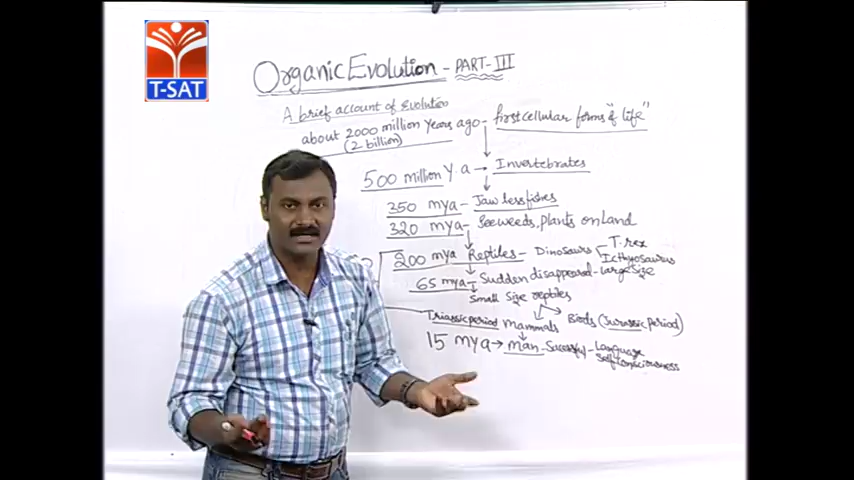 T-SAT
Organic Evolution - PART-III
A brief account of Evolution
about 2000 million years ago - first cellular forms "of life"
(2 billion)
500 million Y.a → Invertebrates
350 mya - Jaw less fishes
320 mya - Seeweeds, plants on land
200 mya Reptiles - Dinosaurs T.rex
Icthyosaurus
65 mya - Sudden disappeared - large size
Small Size reptiles
Triassic period mammals Birds (Jurassic period)
15 mya → man - Sucessful - Language
Self Consciousness